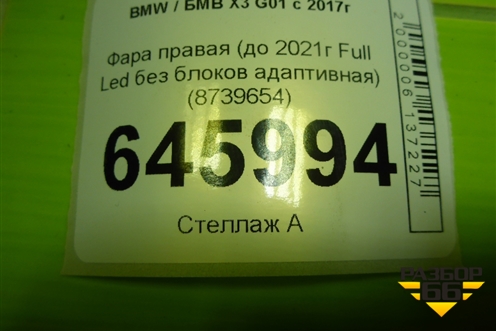 BMW / БМВ X3 G01 с 2017г
Фара правая (до 2021г Full
Led без блоков адаптивная)
(8739654)
645994
Стеллаж А
2000006137227
РАЗБОР
66